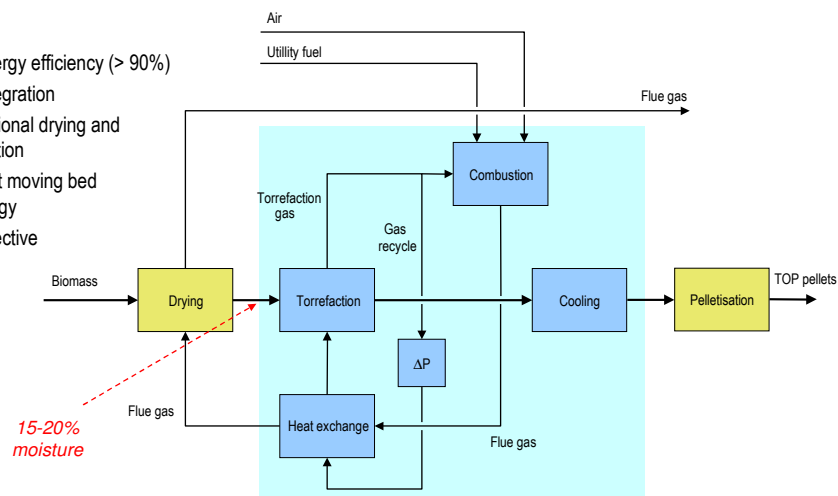 Air
Utillity fuel
ergy efficiency (> 90%)
egration
ional drying and
tion
t moving bed
gy
ective
Flue gas
Combustion
Torrefaction
gas
Gas
recycle
Biomass
Drying
Torrefaction
Cooling
Pelletisation
TOP pellets
ΔP
Flue gas
Heat exchange
Flue gas
15-20%
moisture